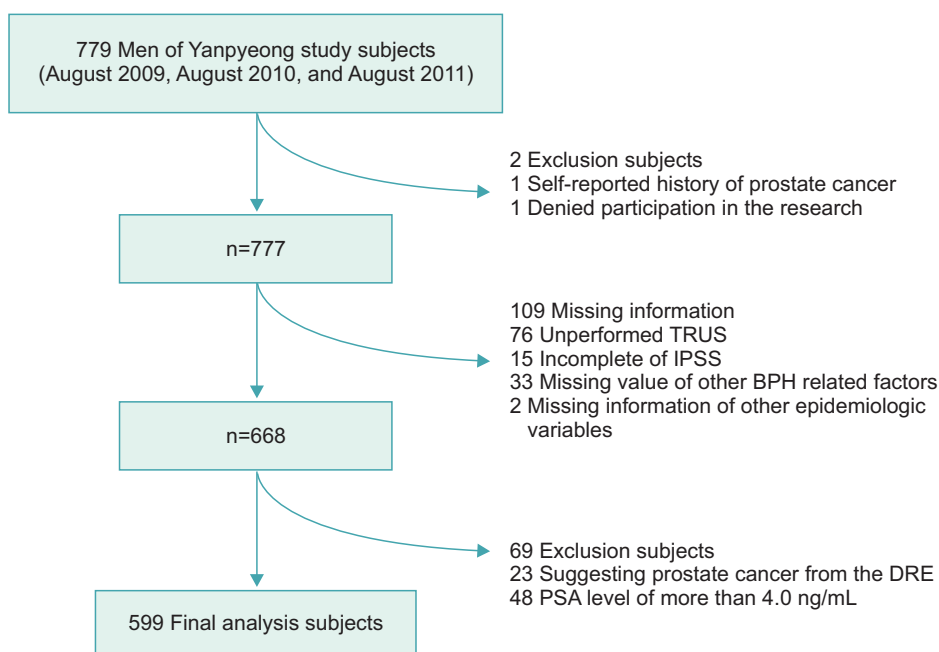 779 Men of Yanpyeong study subjects
(August 2009, August 2010, and August 2011)
2 Exclusion subjects
1 Self-reported history of prostate cancer
1 Denied participation in the research
n=777
109 Missing information
76 Unperformed TRUS
15 Incomplete of IPSS
33 Missing value of other BPH related factors
2 Missing information of other epidemiologic
variables
n=668
69 Exclusion subjects
23 Suggesting prostate cancer from the DRE
48 PSA level of more than 4.0 ng/mL
599 Final analysis subjects